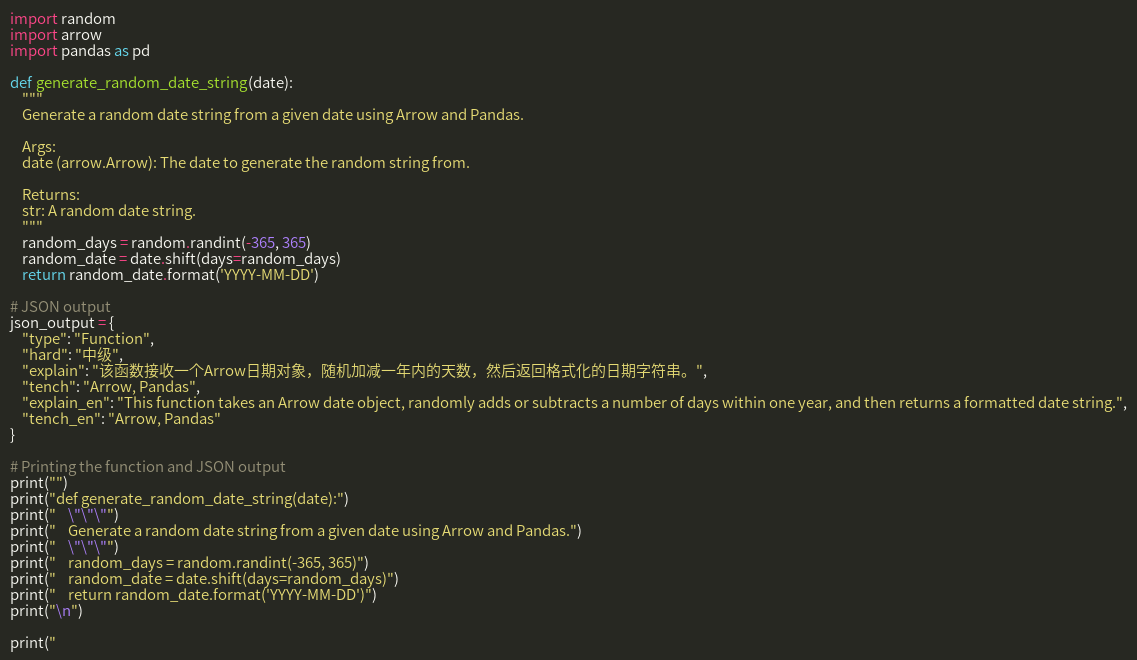 import random
import arrow
import pandas as pd
def generate_random_date_string(date):
"""
Generate a random date string from a given date using Arrow and Pandas.
Args:
date (arrow.Arrow): The date to generate the random string from.
Returns:
str: A random date string.
"""
random_days = random.randint(-365, 365)
random_date = date.shift(days=random_days)
return random_date.format('YYYY-MM-DD')
# JSON output
json_output = {
"type": "Function",
"hard": "中级",
"explain": "该函数接收一个Arrow日期对象，随机加减一年内的天数，然后返回格式化的日期字符串。",
"tench": "Arrow, Pandas",
"explain_en": "This function takes an Arrow date object, randomly adds or subtracts a number of days within one year, and then returns a formatted date string.",
"tench_en": "Arrow, Pandas"
}
# Printing the function and JSON output
print("")
print("def generate_random_date_string(date):")
print("    \"\"\"")
print("    Generate a random date string from a given date using Arrow and Pandas.")
print("    \"\"\"")
print("    random_days = random.randint(-365, 365)")
print("    random_date = date.shift(days=random_days)")
print("    return random_date.format('YYYY-MM-DD')")
print("\n")
print("